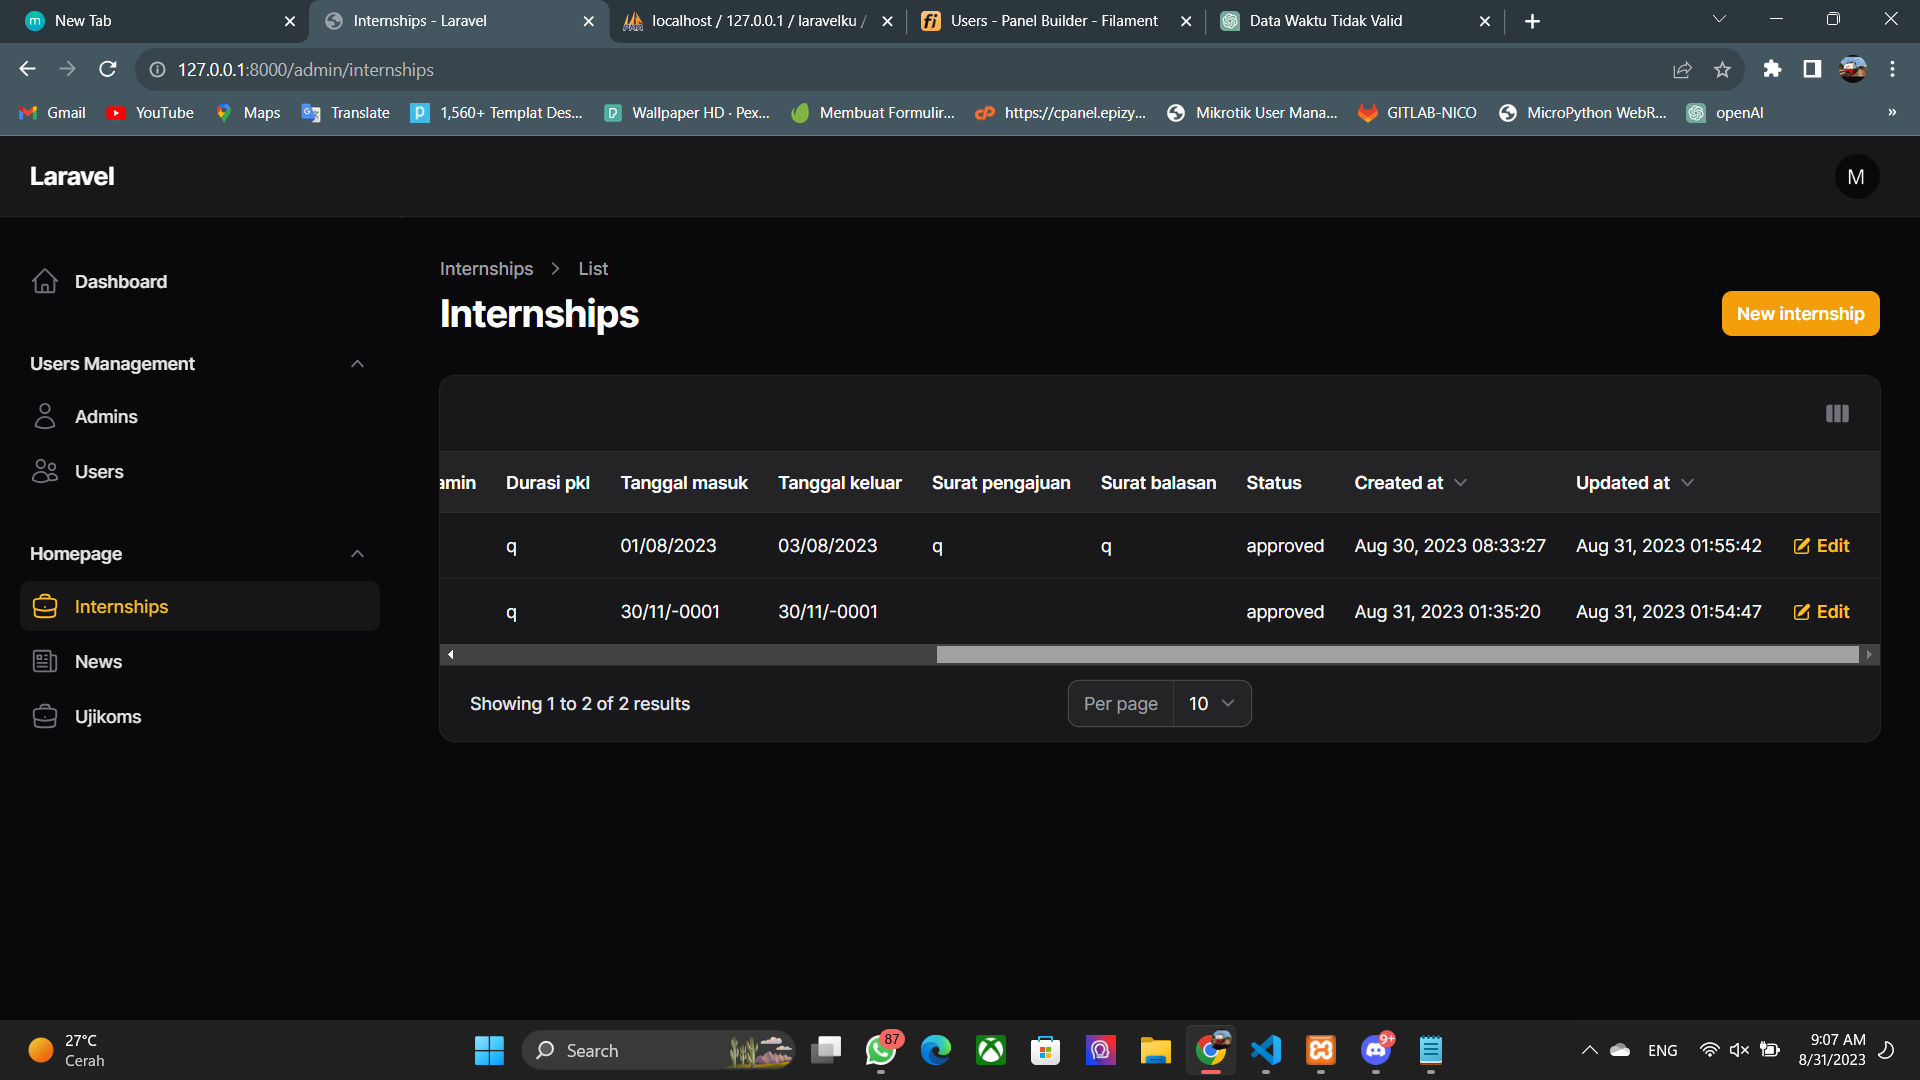 New Tab
Internships - Laravel
localhost / 127.0.0.1 / laravelku /
Users - Panel Builder - Filament
Data Waktu Tidak Valid
127.0.0.1:8000/admin/internships
Gmail
YouTube
Maps
Translate
1,560+ Templat Des...
Wallpaper HD · Pex...
Membuat Formulir...
https://cpanel.epizy...
Mikrotik User Mana...
GITLAB-NICO
MicroPython WebR...
openAI
»
Laravel
M
Dashboard
Users Management
Admins
Users
Homepage
Internships
News
Ujikoms
Internships > List
Internships
New internship
amin Durasi pkl Tanggal masuk Tanggal keluar Surat pengajuan Surat balasan Status Created at Updated at
q 01/08/2023 03/08/2023 q q approved Aug 30, 2023 08:33:27 Aug 31, 2023 01:55:42 Edit
q 30/11/-0001 30/11/-0001 approved Aug 31, 2023 01:35:20 Aug 31, 2023 01:54:47 Edit
Showing 1 to 2 of 2 results
Per page 10
27°C
Cerah
Search
87
9+
ENG
9:07 AM
8/31/2023